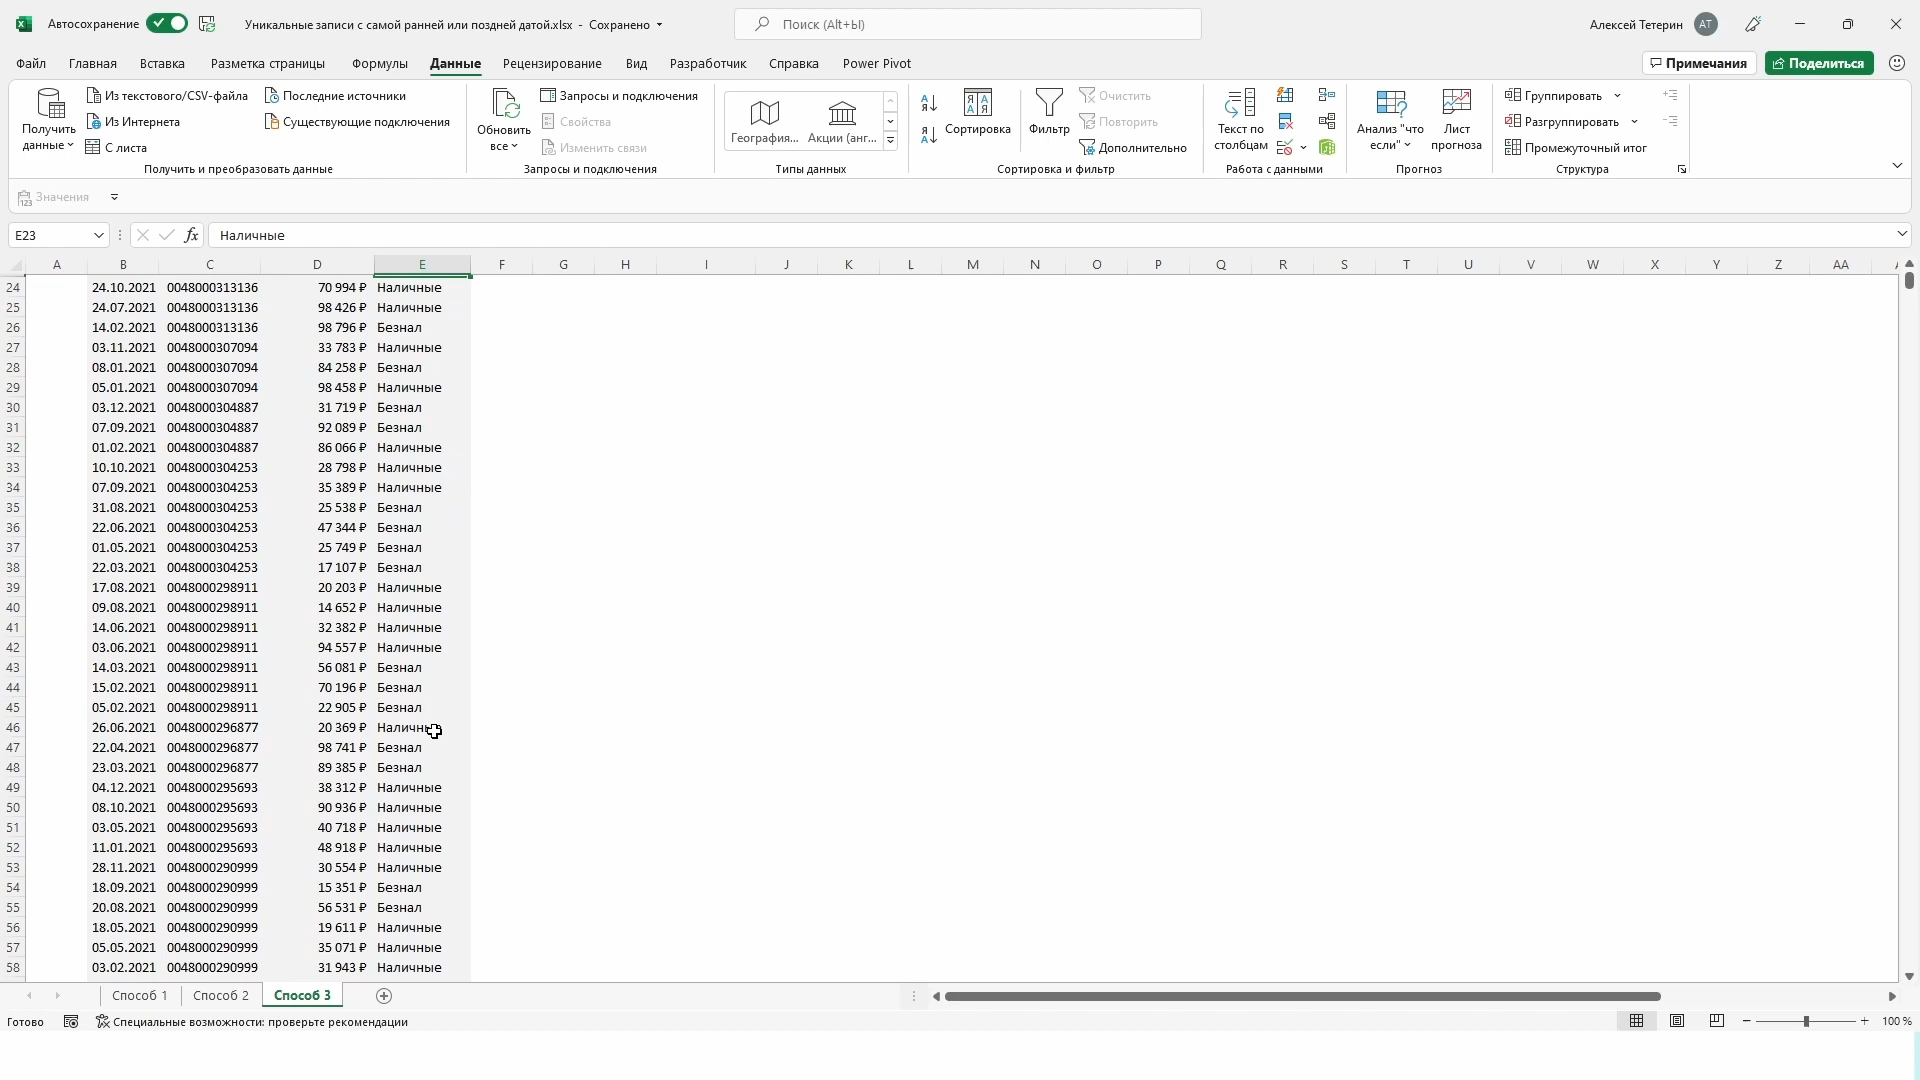 Автосохранение Уникальные записи с самой ранней или поздней датой.xlsx - Сохранено Поиск (Alt+Ы) Алексей Тетерин АТ
Файл Главная Вставка Разметка страницы Формулы Данные Рецензирование Вид Разработчик Справка Power Pivot Примечания Поделиться
Получить данные
Из текстового/CSV-файла
Из Интернета
С листа
Последние источники
Существующие подключения
Получить и преобразовать данные
Обновить все
Запросы и подключения
Свойства
Изменить связи
Запросы и подключения
География... Акции (анг...
Типы данных
Сортировка
Фильтр
Очистить
Повторить
Дополнительно
Сортировка и фильтр
Текст по столбцам
Работа с данными
Анализ "что если"
Лист прогноза
Прогноз
Группировать
Разгруппировать
Промежуточный итог
Структура
Значения
E23 fx Наличные
A B C D E F G H I J K L M N O P Q R S T U V W X Y Z AA
24 24.10.2021 0048000313136 70 994 ₽ Наличные
25 24.07.2021 0048000313136 98 426 ₽ Наличные
26 14.02.2021 0048000313136 98 796 ₽ Безнал
27 03.11.2021 0048000307094 33 783 ₽ Наличные
28 08.01.2021 0048000307094 84 258 ₽ Безнал
29 05.01.2021 0048000307094 98 458 ₽ Наличные
30 03.12.2021 0048000304887 31 719 ₽ Безнал
31 07.09.2021 0048000304887 92 089 ₽ Безнал
32 01.02.2021 0048000304887 86 066 ₽ Наличные
33 10.10.2021 0048000304253 28 798 ₽ Наличные
34 07.09.2021 0048000304253 35 389 ₽ Наличные
35 31.08.2021 0048000304253 25 538 ₽ Безнал
36 22.06.2021 0048000304253 47 344 ₽ Безнал
37 01.05.2021 0048000304253 25 749 ₽ Безнал
38 22.03.2021 0048000304253 17 107 ₽ Безнал
39 17.08.2021 0048000298911 20 203 ₽ Наличные
40 09.08.2021 0048000298911 14 652 ₽ Наличные
41 14.06.2021 0048000298911 32 382 ₽ Наличные
42 03.06.2021 0048000298911 94 557 ₽ Наличные
43 14.03.2021 0048000298911 56 081 ₽ Безнал
44 15.02.2021 0048000298911 70 196 ₽ Безнал
45 05.02.2021 0048000298911 22 905 ₽ Безнал
46 26.06.2021 0048000296877 20 369 ₽ Наличные
47 22.04.2021 0048000296877 98 741 ₽ Безнал
48 23.03.2021 0048000296877 89 385 ₽ Безнал
49 04.12.2021 0048000295693 38 312 ₽ Наличные
50 08.10.2021 0048000295693 90 936 ₽ Наличные
51 03.05.2021 0048000295693 40 718 ₽ Наличные
52 11.01.2021 0048000295693 48 918 ₽ Наличные
53 28.11.2021 0048000290999 30 554 ₽ Наличные
54 18.09.2021 0048000290999 15 351 ₽ Безнал
55 20.08.2021 0048000290999 56 531 ₽ Безнал
56 18.05.2021 0048000290999 19 611 ₽ Наличные
57 05.05.2021 0048000290999 35 071 ₽ Наличные
58 03.02.2021 0048000290999 31 943 ₽ Наличные
Способ 1 Способ 2 Способ 3
Готово Специальные возможности: проверьте рекомендации 100 %